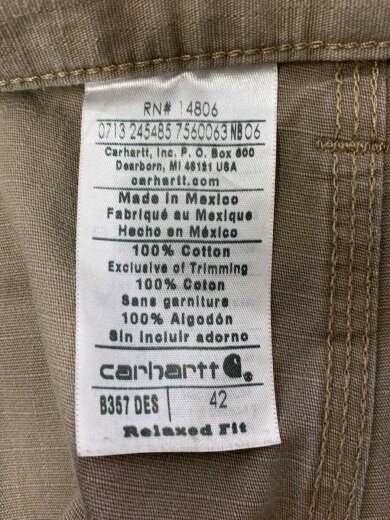 RN# 14806
0713 245485 7560063 NB 06
Carhartt, Inc. P. O. Box 600
Dearborn, MI 48121 USA
carhartt.com
Made in Mexico
Fabriqué au Mexique
Hecho en México
100% Cotton
Exclusive of Trimming
100% Coton
Sans garniture
100% Algodón
Sin incluir adorno
carhartt
B357 DES 42
Relaxed Fit